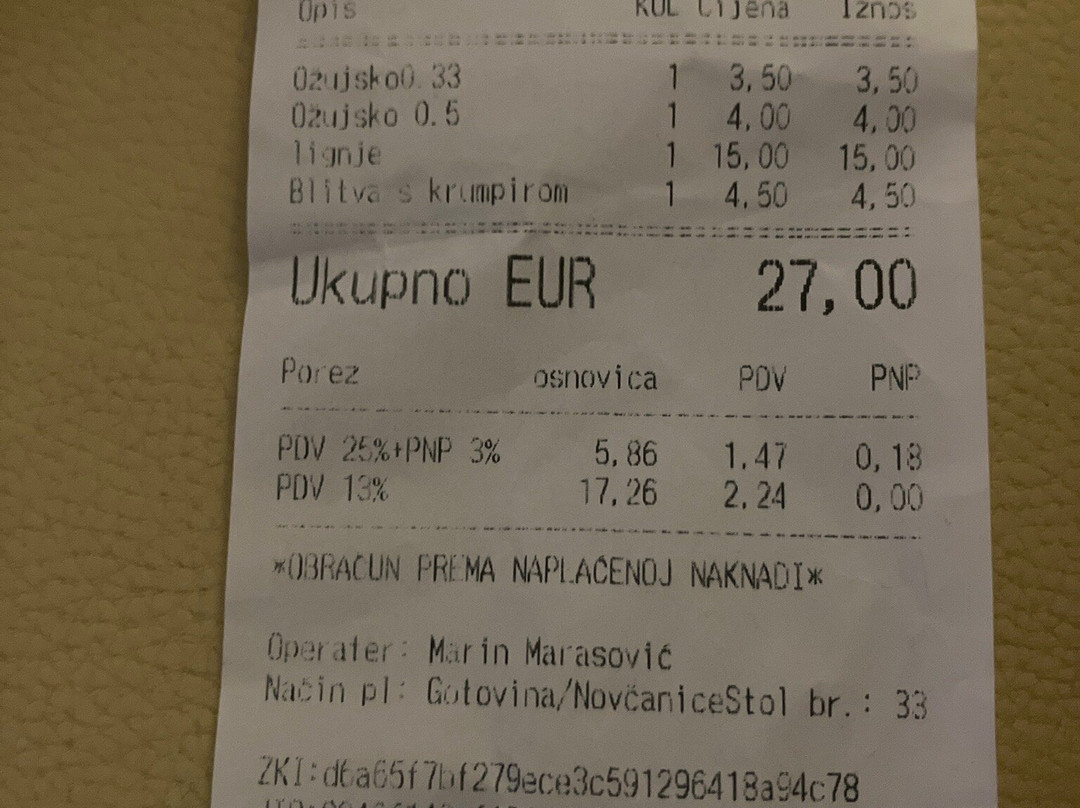 Opis KOL Cijena Iznos
Ožujsko0.33 1 3,50 3,50
Ožujsko 0.5 1 4,00 4,00
lignje 1 15,00 15,00
Blitva s krumpirom 1 4,50 4,50
Ukupno EUR 27,00
Porez osnovica PDV PNP
PDV 25%+PNP 3% 5,86 1,47 0,18
PDV 13% 17,26 2,24 0,00
*OBRAČUN PREMA NAPLAĆENOJ NAKNADI*
Operater: Marin Marasović
Način pl: Gotovina/NovčaniceStol br.: 33
ZKI:d6a65f7bf279ece3c591296418a94c78